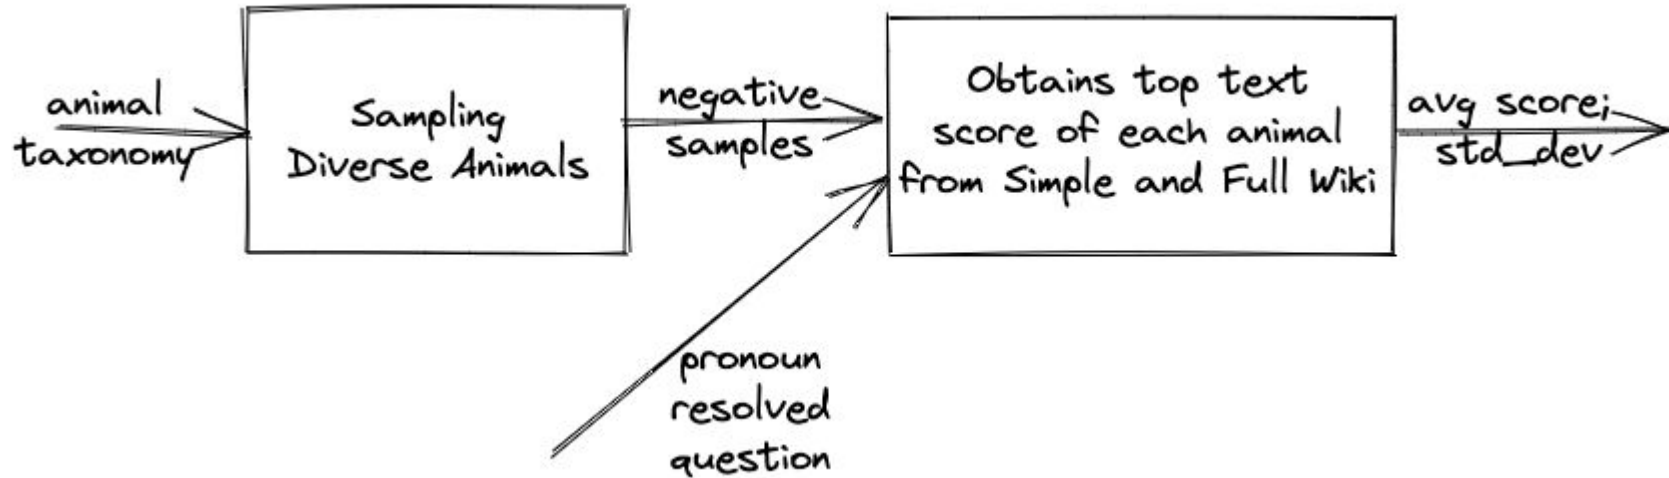 animal
taxonomy
Sampling
Diverse Animals
negative
samples
Obtains top text
score of each animal
from Simple and Full Wiki
avg score;
std_dev
pronoun
resolved
question